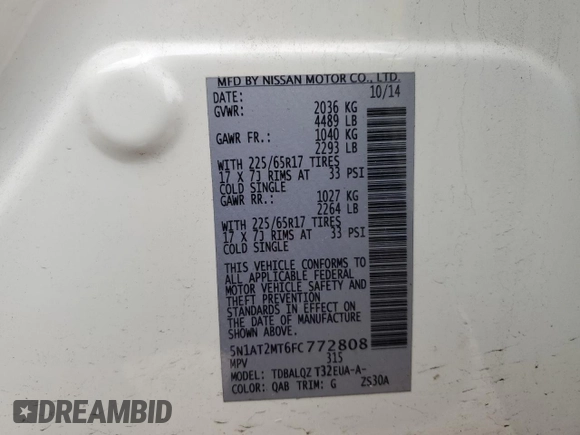 MFD BY NISSAN MOTOR CO., LTD.
DATE: 10/14
GVWR: 2036 KG
4489 LB
GAWR FR.: 1040 KG
2293 LB
WITH 225/65R17 TIRES
17 X 7J RIMS AT 33 PSI
COLD SINGLE
GAWR RR.: 1027 KG
2264 LB
WITH 225/65R17 TIRES
17 X 7J RIMS AT 33 PSI
COLD SINGLE
THIS VEHICLE CONFORMS TO
ALL APPLICABLE FEDERAL
MOTOR VEHICLE SAFETY AND
THEFT PREVENTION
STANDARDS IN EFFECT ON
THE DATE OF MANUFACTURE
SHOWN ABOVE.
5N1AT2MT6FC772808
MPV 315
MODEL: TDBALQZ T32EUA-A-
COLOR: QAB TRIM: G 2S30A
© EPICBID